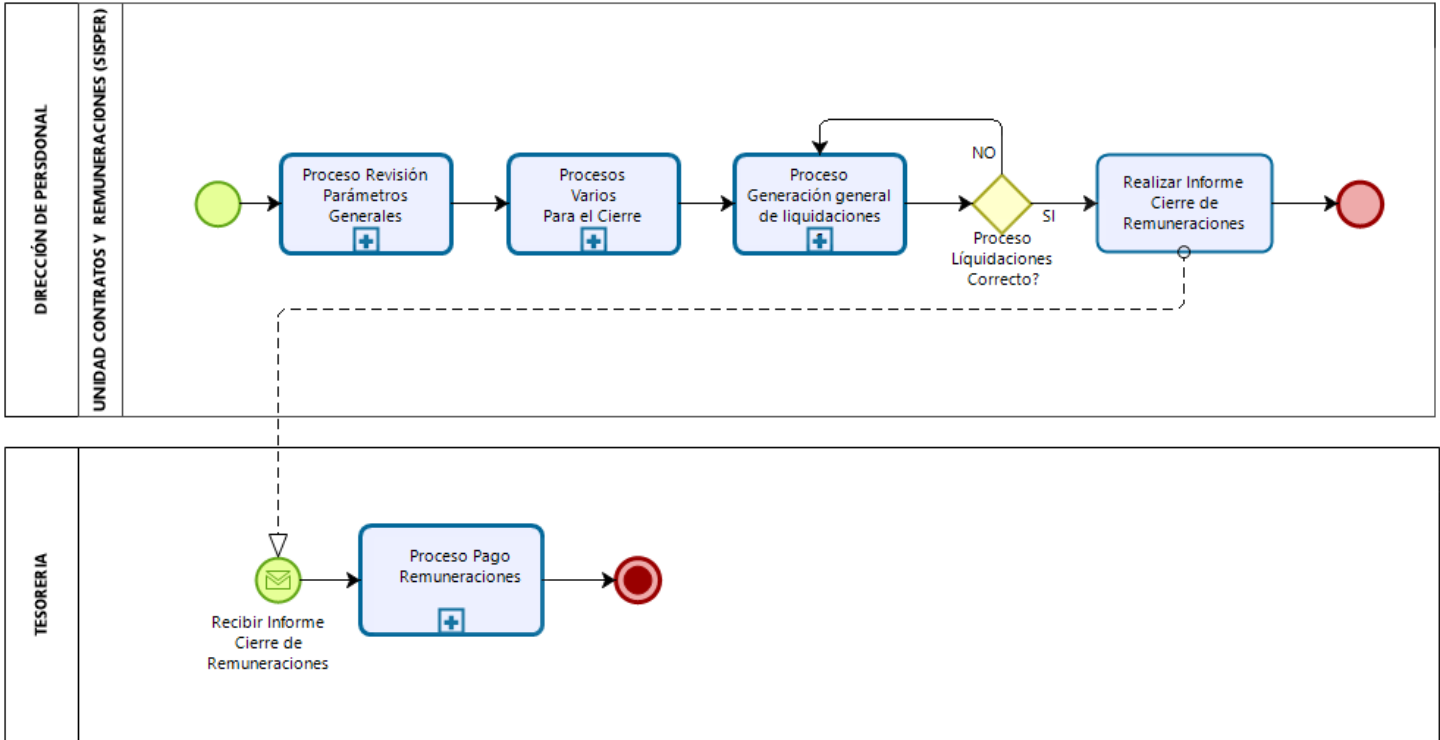 DIRECCIÓN DE PERSDONAL
UNIDAD CONTRATOS Y REMUNERACIONES (SISPER)
Proceso Revisión
Parámetros
Generales
Procesos
Varios
Para el Cierre
Proceso
Generación general
de liquidaciones
NO
SI
Proceso
Líquidaciones
Correcto?
Realizar Informe
Cierre de
Remuneraciones
TESORERIA
Recibir Informe
Cierre de
Remuneraciones
Proceso Pago
Remuneraciones